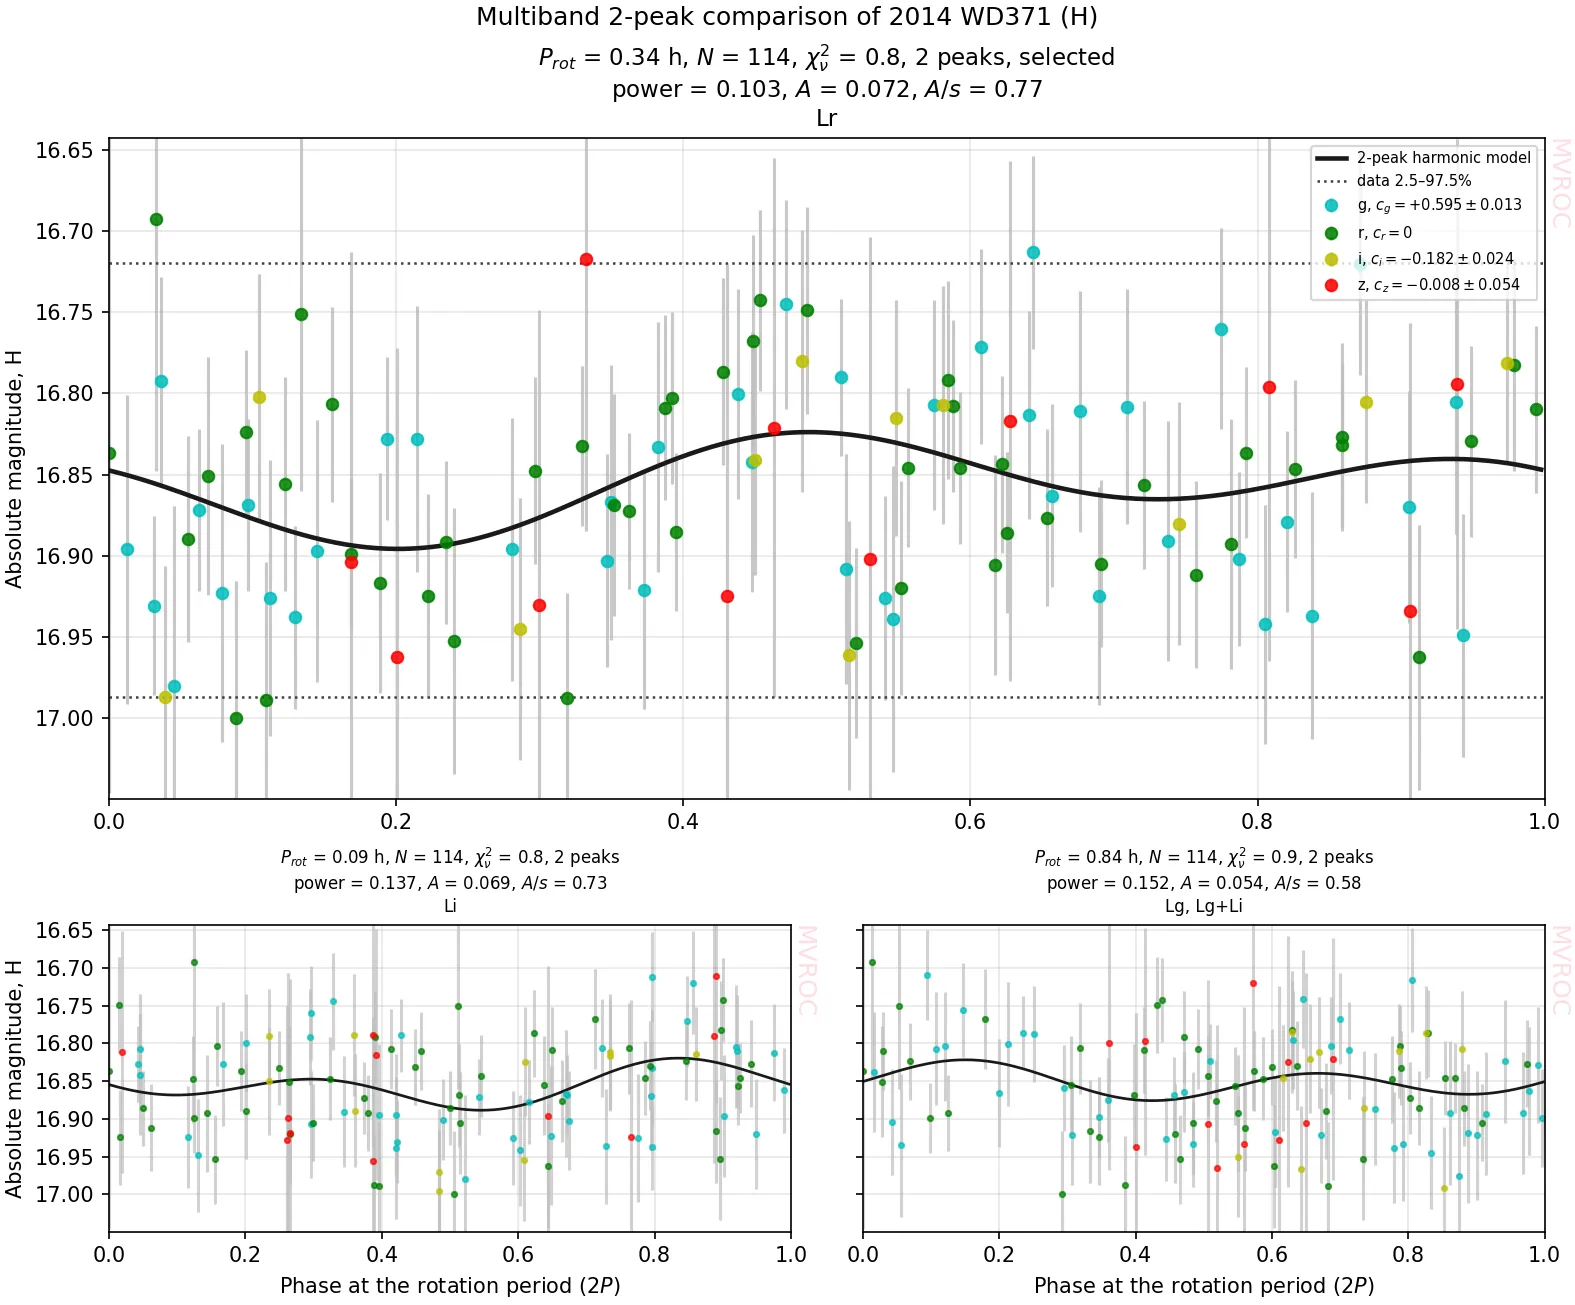 Multiband 2-peak comparison of 2014 WD371 (H)
P_rot = 0.34 h, N = 114, χ²_ν = 0.8, 2 peaks, selected
power = 0.103, A = 0.072, A/s = 0.77
Lr
Absolute magnitude, H
16.65
16.70
16.75
16.80
16.85
16.90
16.95
17.00
2-peak harmonic model
data 2.5–97.5%
g, c_g = +0.595 ± 0.013
r, c_r = 0
i, c_i = −0.182 ± 0.024
z, c_z = −0.008 ± 0.054
MVROC
0.0 0.2 0.4 0.6 0.8 1.0
P_rot = 0.09 h, N = 114, χ²_ν = 0.8, 2 peaks
power = 0.137, A = 0.069, A/s = 0.73
Li
Absolute magnitude, H
16.65
16.70
16.75
16.80
16.85
16.90
16.95
17.00
MVROC
0.0 0.2 0.4 0.6 0.8 1.0
Phase at the rotation period (2P)
P_rot = 0.84 h, N = 114, χ²_ν = 0.9, 2 peaks
power = 0.152, A = 0.054, A/s = 0.58
Lg, Lg+Li
MVROC
0.0 0.2 0.4 0.6 0.8 1.0
Phase at the rotation period (2P)